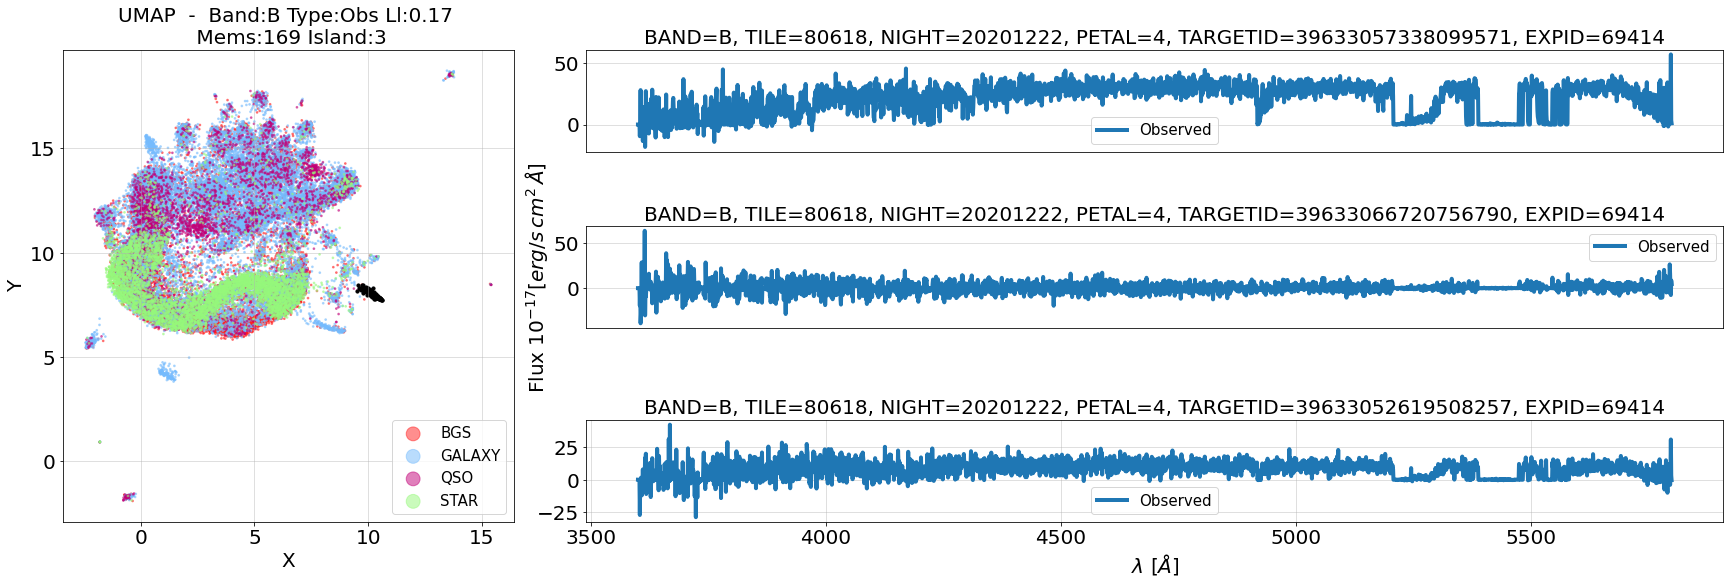 UMAP  -  Band:B Type:Obs Ll:0.17
Mems:169 Island:3
Y
15
10
5
0
0
5
10
15
X
BGS
GALAXY
QSO
STAR
Flux 10^{-17}[erg/s cm^2 Å]
BAND=B, TILE=80618, NIGHT=20201222, PETAL=4, TARGETID=39633057338099571, EXPID=69414
50
0
Observed
BAND=B, TILE=80618, NIGHT=20201222, PETAL=4, TARGETID=39633066720756790, EXPID=69414
50
0
Observed
BAND=B, TILE=80618, NIGHT=20201222, PETAL=4, TARGETID=39633052619508257, EXPID=69414
25
0
−25
Observed
3500
4000
4500
5000
5500
λ [Å]